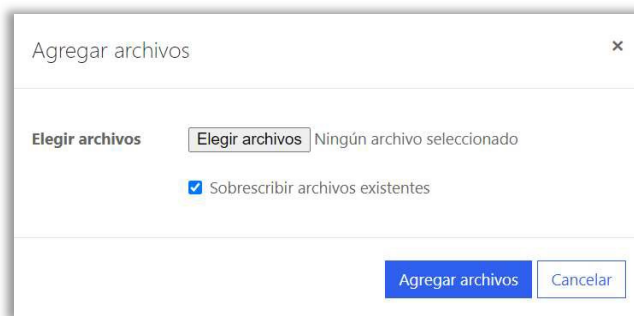 Agregar archivos ×
Elegir archivos Elegir archivos Ningún archivo seleccionado
Sobrescribir archivos existentes
Agregar archivos Cancelar